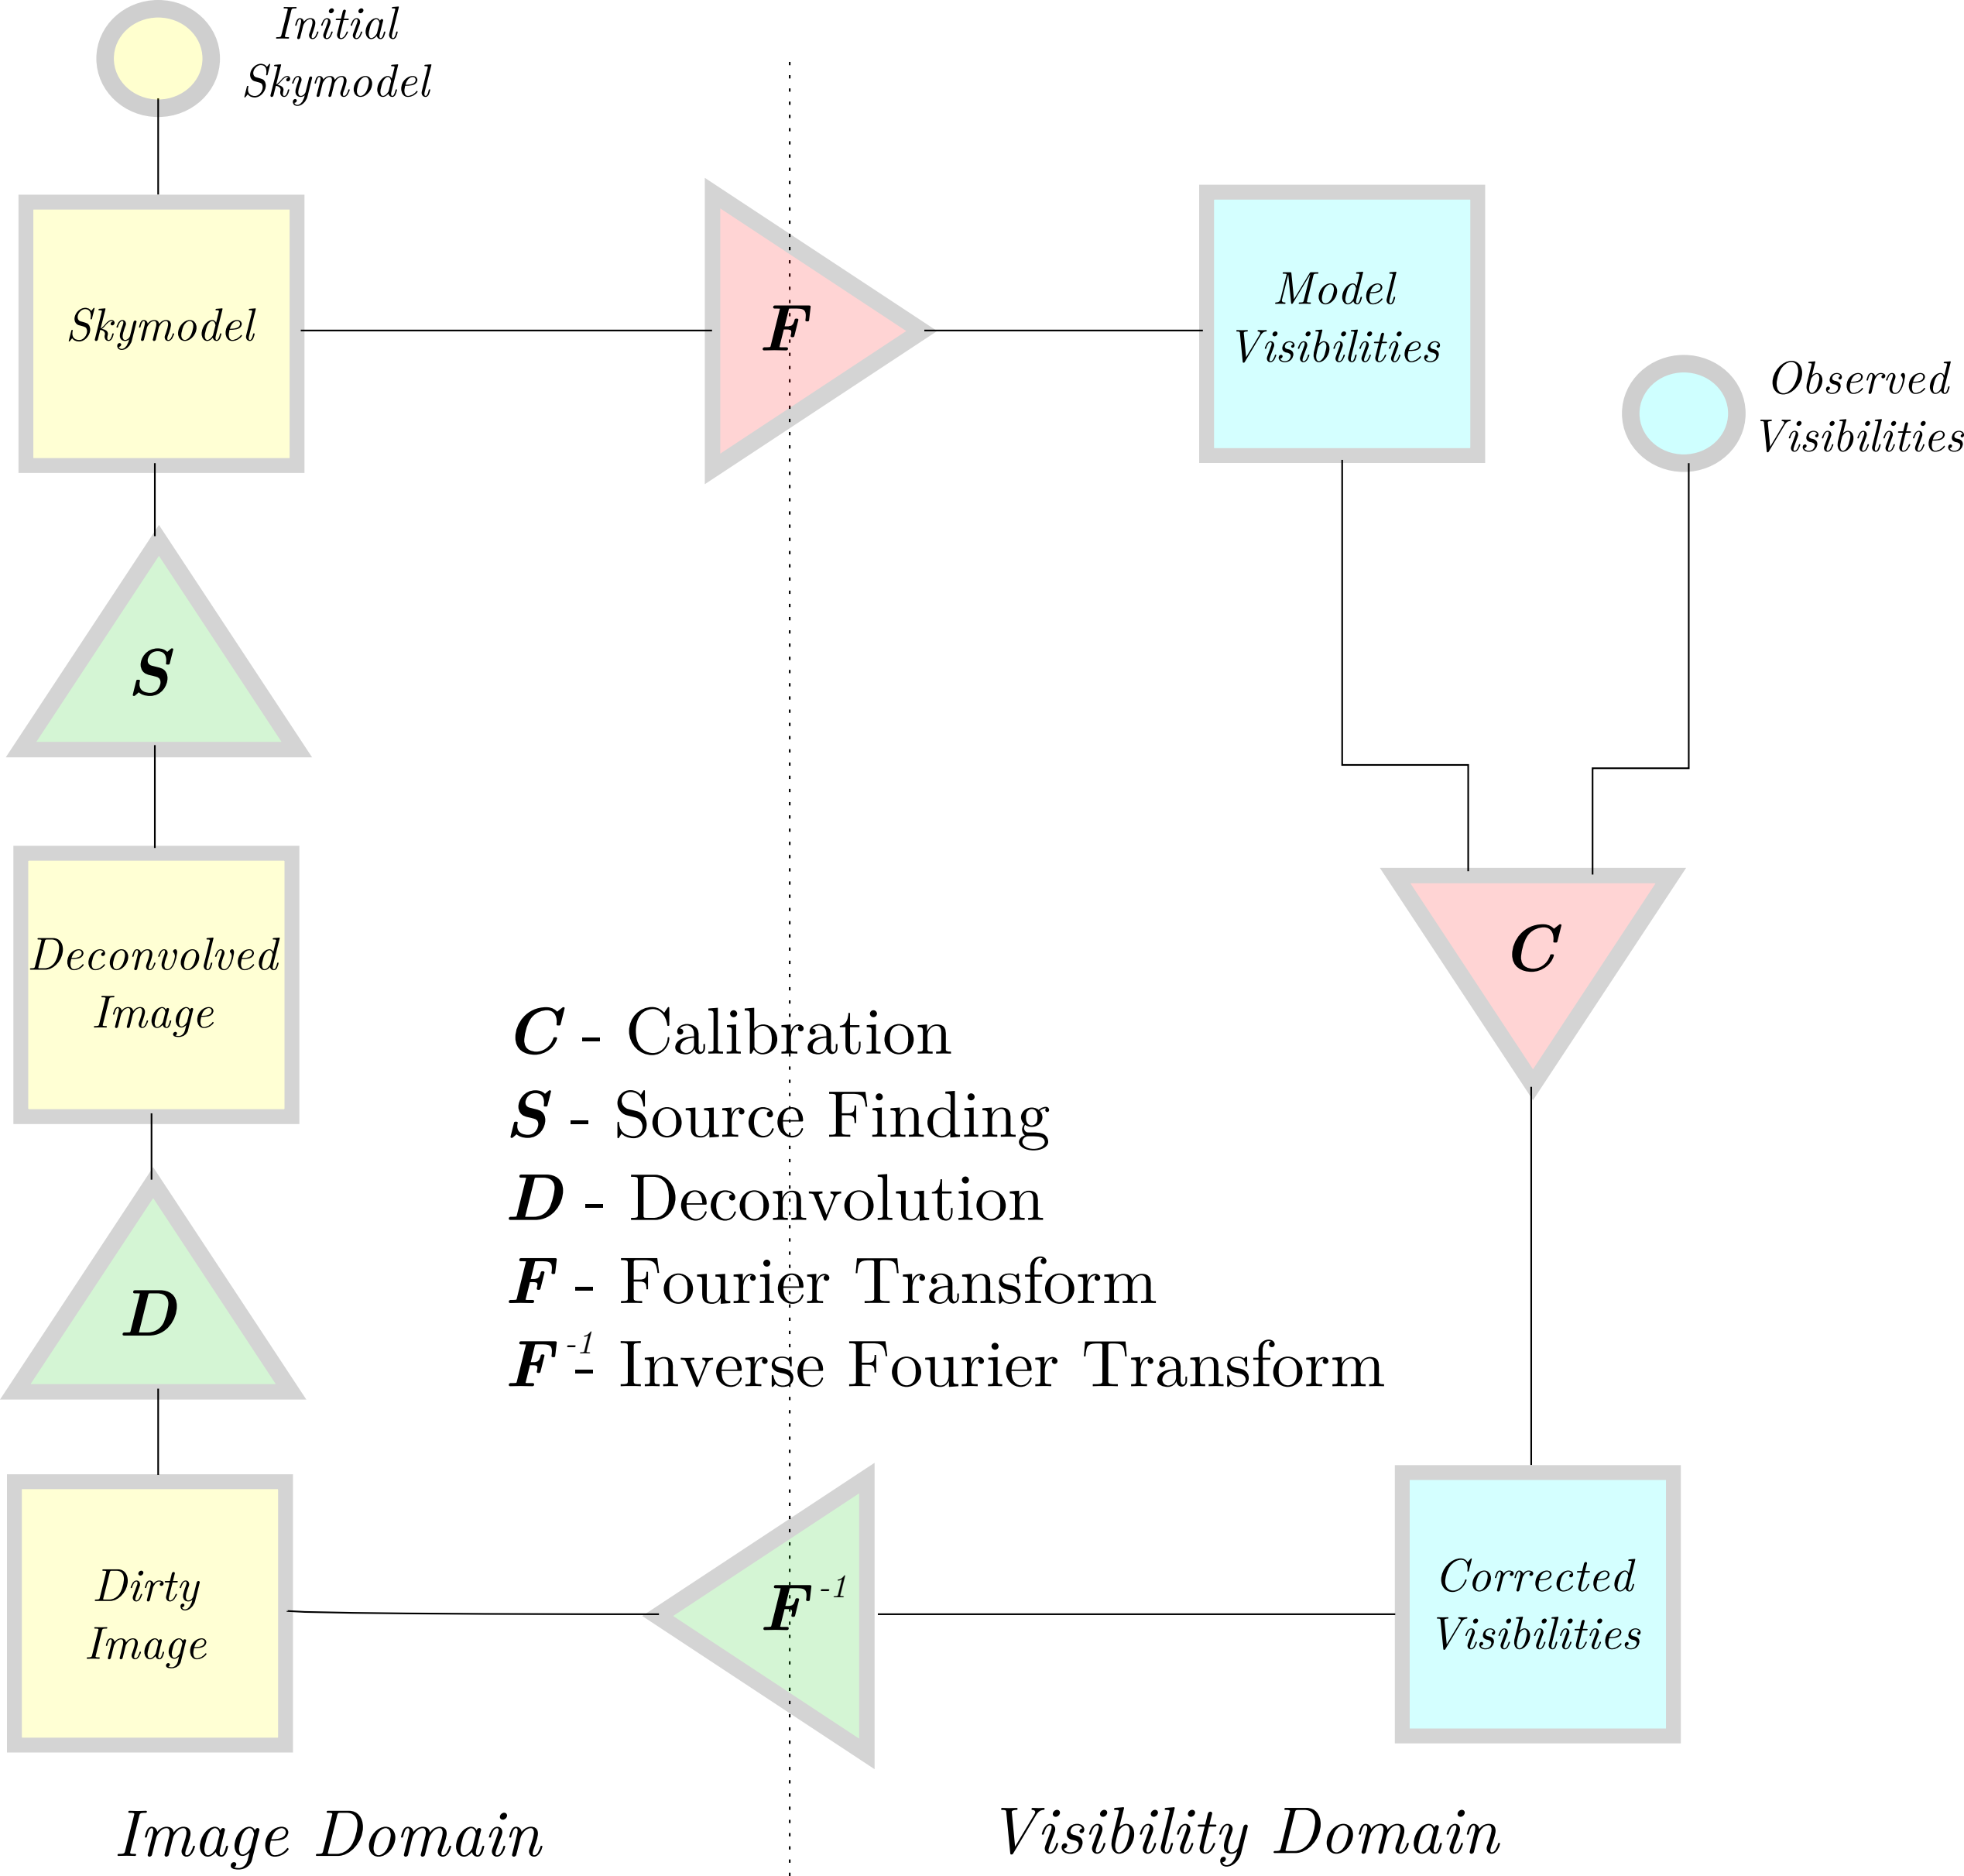 Initial
Skymodel
Skymodel
F
Model
Visibilities
Observed
Visibilities
S
Deconvolved
Image
C
C - Calibration
S - Source Finding
D - Deconvolution
F - Fourier Transform
F -1 - Inverse Fourier Transform
D
Dirty
Image
F -1
Corrected
Visibilities
Image Domain
Visibility Domain